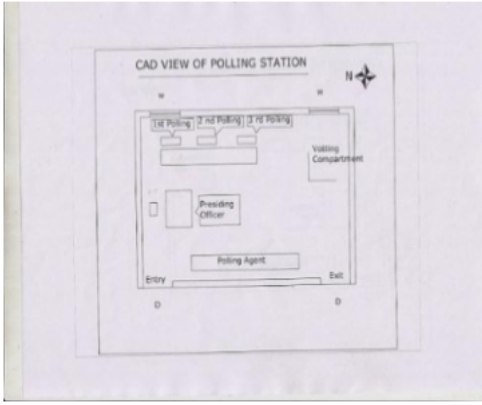 CAD VIEW OF POLLING STATION
N
W
W
1st Polling
2 nd Polling
3 rd Polling
Voting
Compartment
Presiding
Officer
Polling Agent
Entry
Exit
D
D